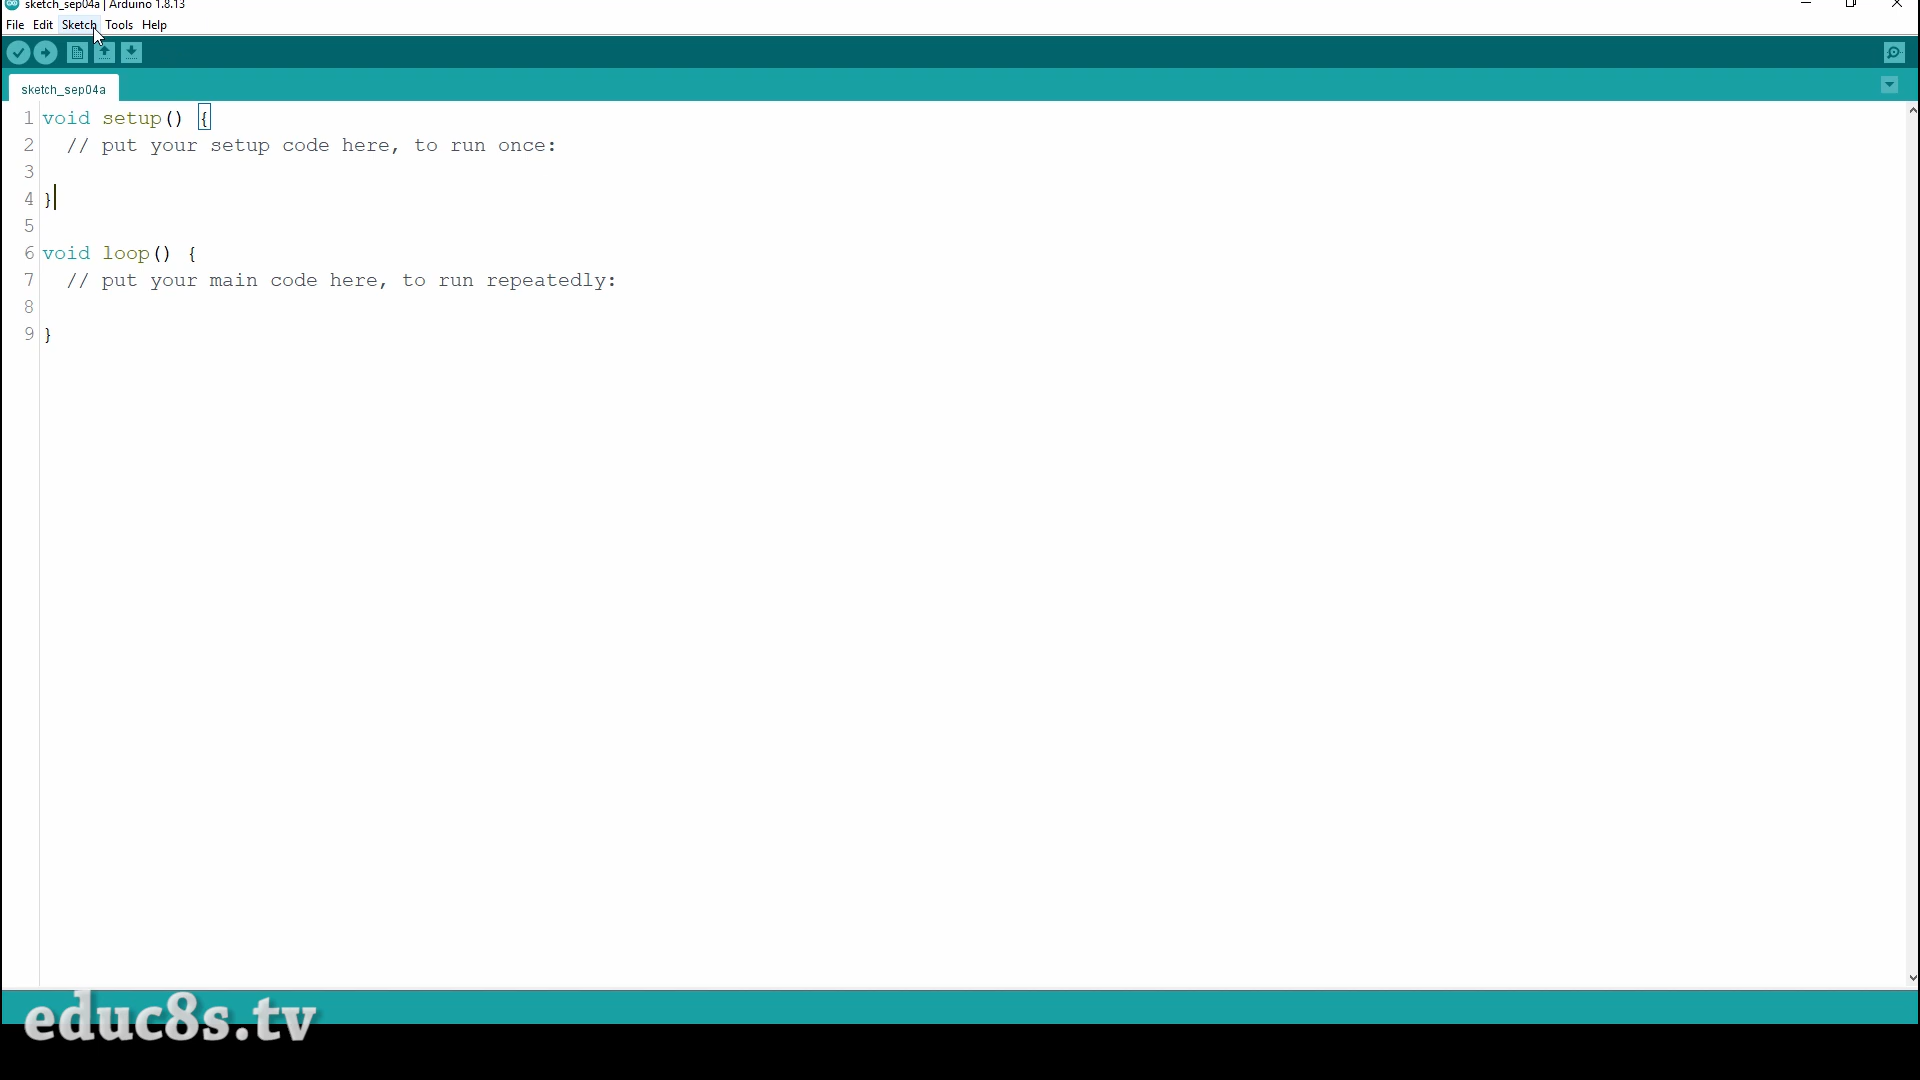 sketch_sep04a | Arduino 1.8.13
File Edit Sketch Tools Help
sketch_sep04a
1 void setup() {
2   // put your setup code here, to run once:
3
4 }
5
6 void loop() {
7   // put your main code here, to run repeatedly:
8
9 }
educ8s.tv